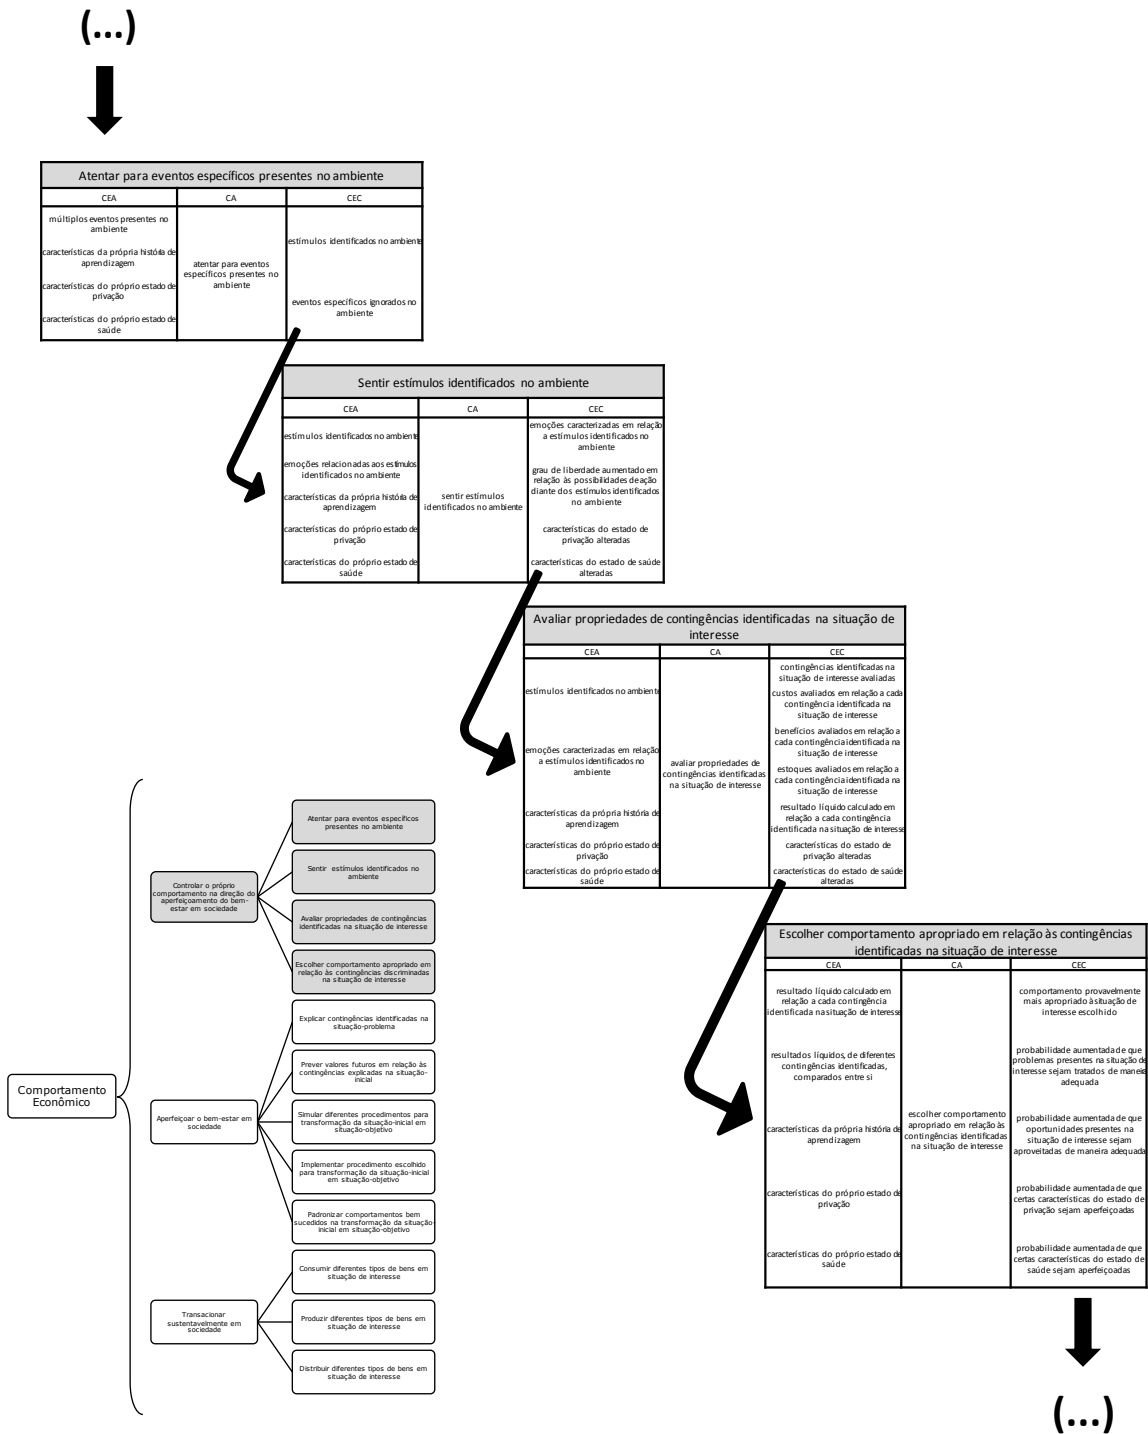 (...)
Atentar para eventos específicos presentes no ambiente
CEA
CA
CEC
múltiplos eventos presentes no
ambiente
características da própria história de
aprendizagem
características do próprio estado de
privação
características do próprio estado de
saúde
atentar para eventos
específicos presentes no
ambiente
estímulos identificados no ambiente
eventos específicos ignorados no
ambiente
Sentir estímulos identificados no ambiente
CEA
CA
CEC
estímulos identificados no ambiente
emoções relacionadas aos estímulos
identificados no ambiente
características da própria história de
aprendizagem
características do próprio estado de
privação
características do próprio estado de
saúde
sentir estímulos
identificados no ambiente
emoções caracterizadas em relação
a estímulos identificados no
ambiente
grau de liberdade aumentado em
relação às possibilidades de ação
diante dos estímulos identificados
no ambiente
características do estado de
privação alteradas
características do estado de saúde
alteradas
Avaliar propriedades de contingências identificadas na situação de
interesse
CEA
CA
CEC
estímulos identificados no ambiente
emoções caracterizadas em relação
a estímulos identificados no
ambiente
características da própria história de
aprendizagem
características do próprio estado de
privação
características do próprio estado de
saúde
avaliar propriedades de
contingências identificadas
na situação de interesse
contingências identificadas na
situação de interesse avaliadas
custos avaliados em relação a cada
contingência identificada na
situação de interesse
benefícios avaliados em relação a
cada contingência identificada na
situação de interesse
estoques avaliados em relação a
cada contingência identificada na
situação de interesse
resultado líquido calculado em
relação a cada contingência
identificada na situação de interesse
características do estado de
privação alteradas
características do estado de saúde
alteradas
Escolher comportamento apropriado em relação às contingências
identificadas na situação de interesse
CEA
CA
CEC
resultado líquido calculado em
relação a cada contingência
identificada na situação de interesse
resultados líquidos, de diferentes
contingências identificadas,
comparados entre si
características da própria história de
aprendizagem
características do próprio estado de
privação
características do próprio estado de
saúde
escolher comportamento
apropriado em relação às
contingências identificadas
na situação de interesse
comportamento provavelmente
mais apropriado à situação de
interesse escolhido
probabilidade aumentada de que
problemas presentes na situação de
interesse sejam tratados de maneira
adequada
probabilidade aumentada de que
oportunidades presentes na
situação de interesse sejam
aproveitadas de maneira adequada
probabilidade aumentada de que
certas características do estado de
privação sejam aperfeiçoadas
probabilidade aumentada de que
certas características do estado de
saúde sejam aperfeiçoadas
(...)
Comportamento
Econômico
Controlar o próprio
comportamento na direção do
aperfeiçoamento do bem-
estar em sociedade
Atentar para eventos específicos
presentes no ambiente
Sentir estímulos identificados no
ambiente
Avaliar propriedades de contingências
identificadas na situação de interesse
Escolher comportamento apropriado em
relação às contingências discriminadas
na situação de interesse
Aperfeiçoar o bem-estar em
sociedade
Explicar contingências identificadas na
situação-problema
Prever valores futuros em relação às
contingências explicadas na situação-
inicial
Simular diferentes procedimentos para
transformação da situação-inicial em
situação-objetivo
Implementar procedimento escolhido
para transformação da situação-inicial
em situação-objetivo
Padronizar comportamentos bem
sucedidos na transformação da situação-
inicial em situação-objetivo
Transacionar
sustentavelmente em
sociedade
Consumir diferentes tipos de bens em
situação de interesse
Produzir diferentes tipos de bens em
situação de interesse
Distribuir diferentes tipos de bens em
situação de interesse